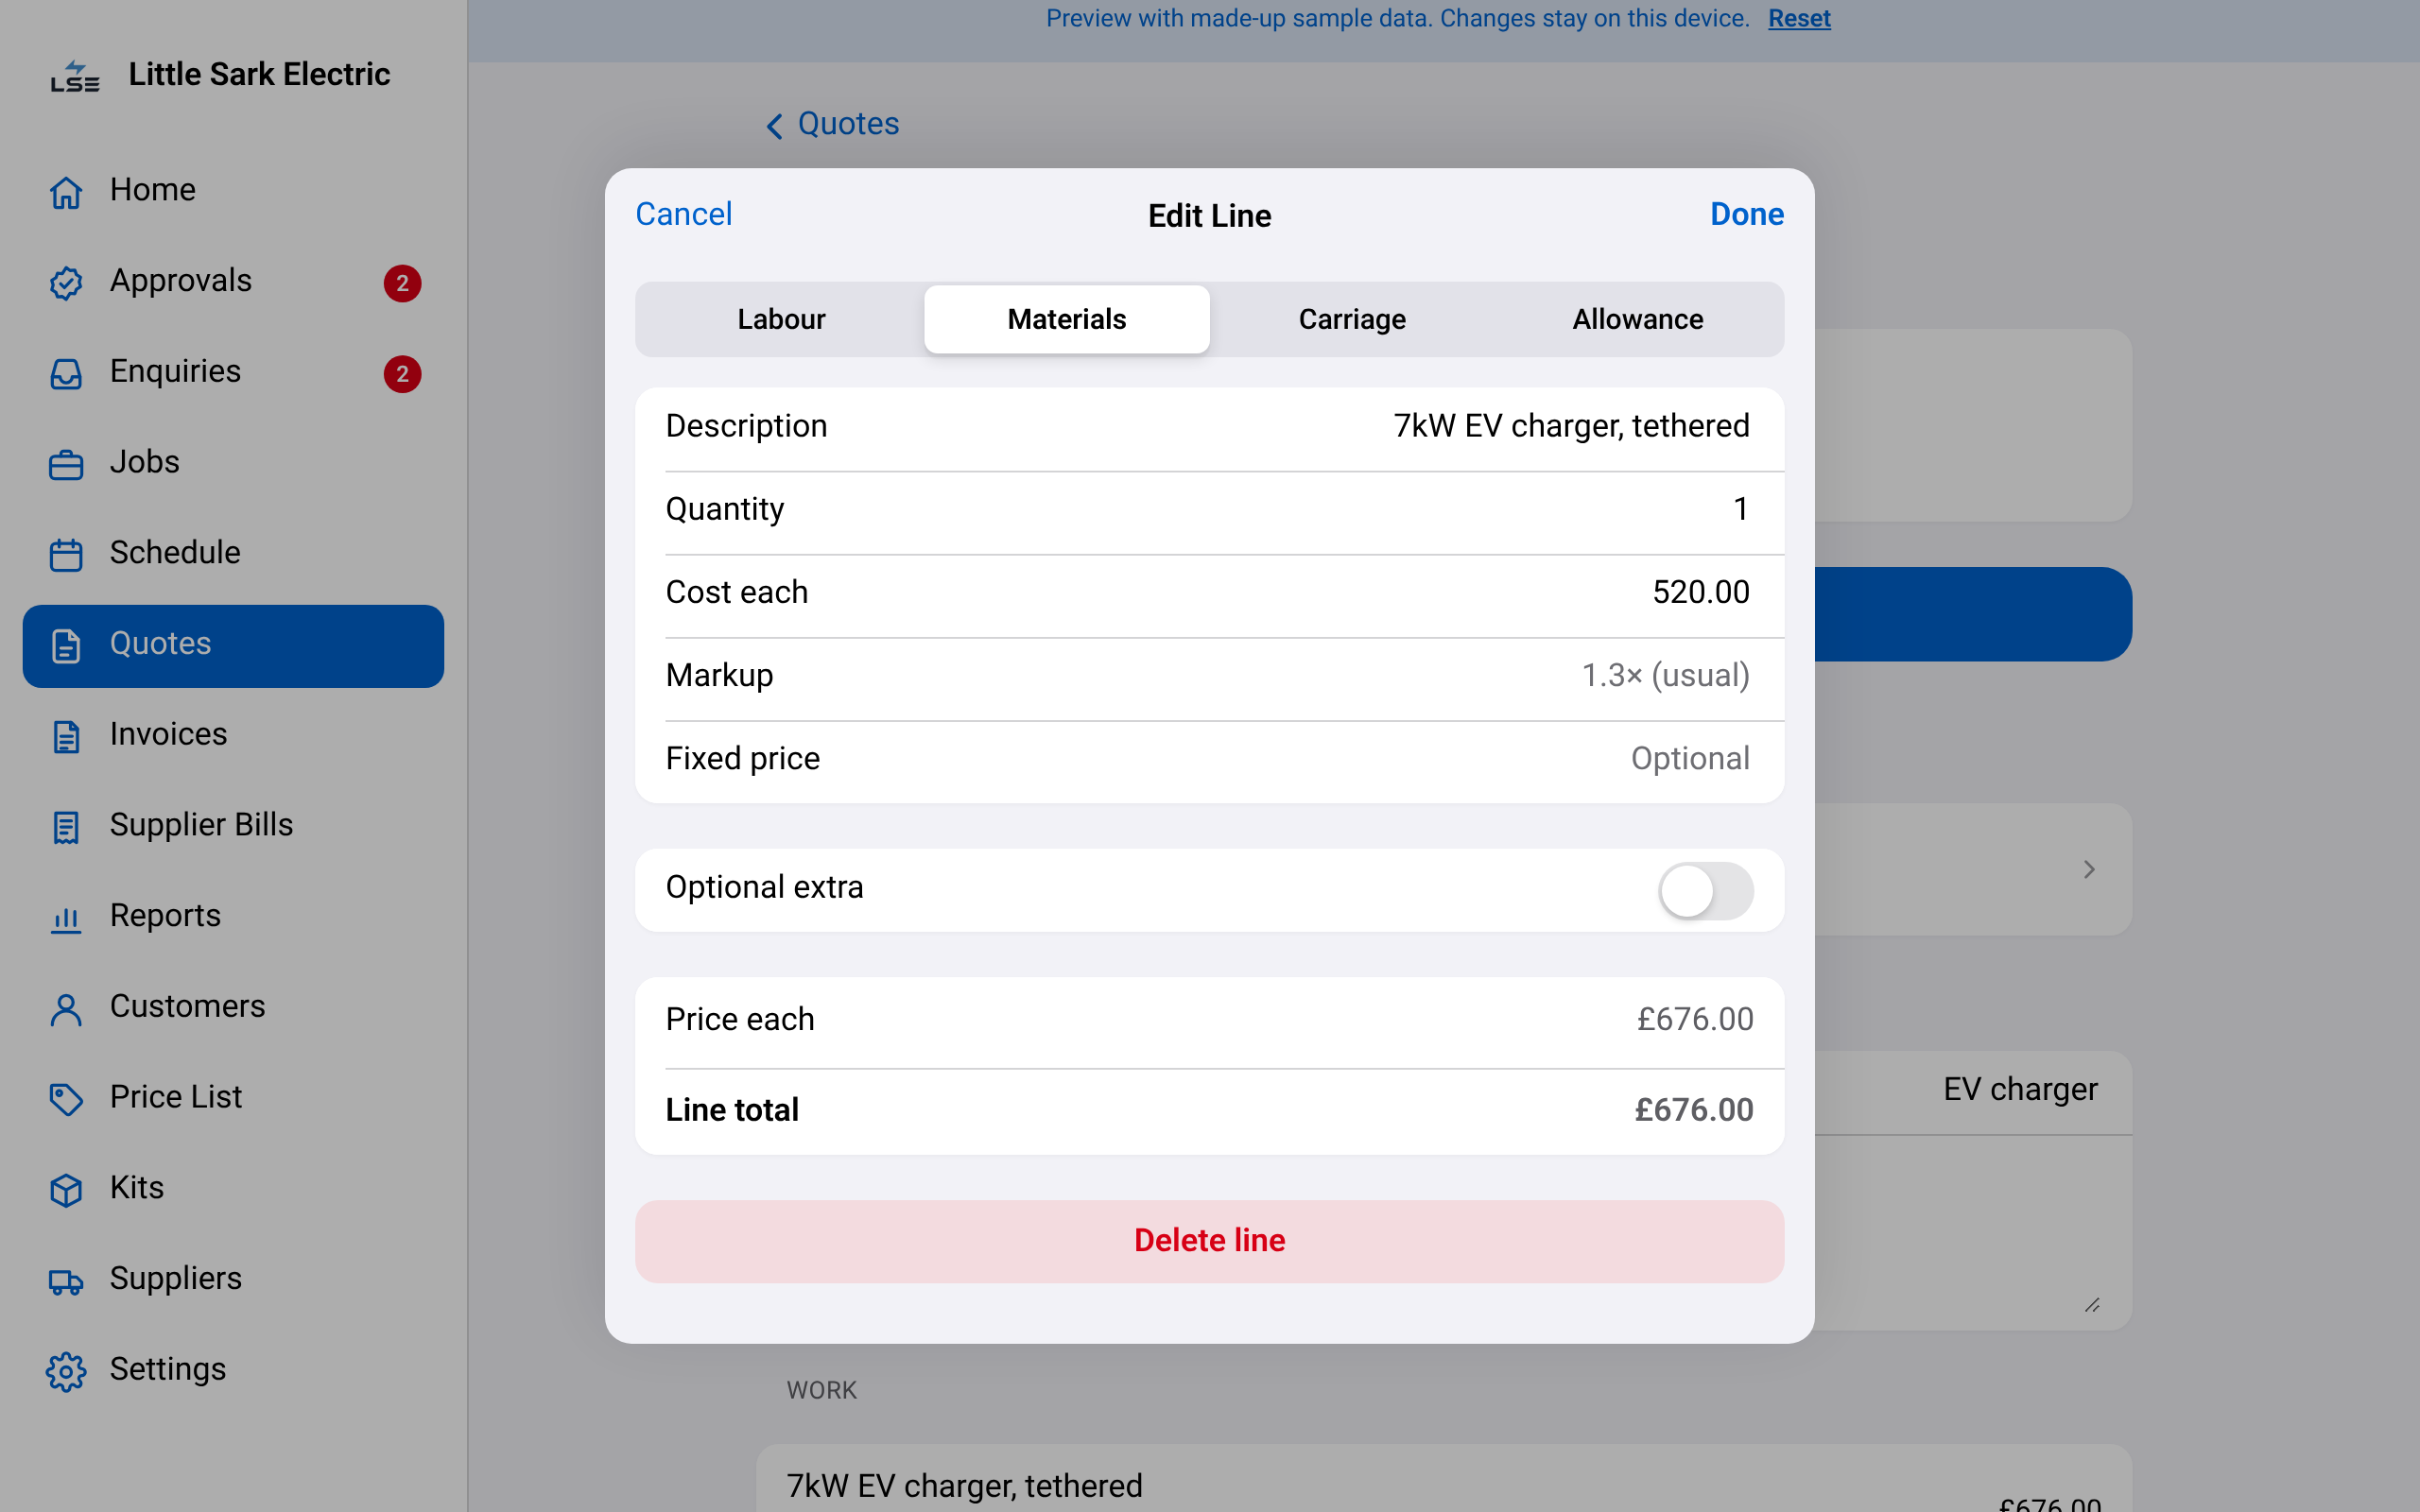 Preview with made-up sample data. Changes stay on this device. Reset
LSE Little Sark Electric
Home
Approvals 2
Enquiries 2
Jobs
Schedule
Quotes
Invoices
Supplier Bills
Reports
Customers
Price List
Kits
Suppliers
Settings
Quotes
Cancel Edit Line Done
Labour Materials Carriage Allowance
Description 7kW EV charger, tethered
Quantity 1
Cost each 520.00
Markup 1.3× (usual)
Fixed price Optional
Optional extra
Price each £676.00
Line total £676.00
Delete line
EV charger
WORK
7kW EV charger, tethered
£676.00